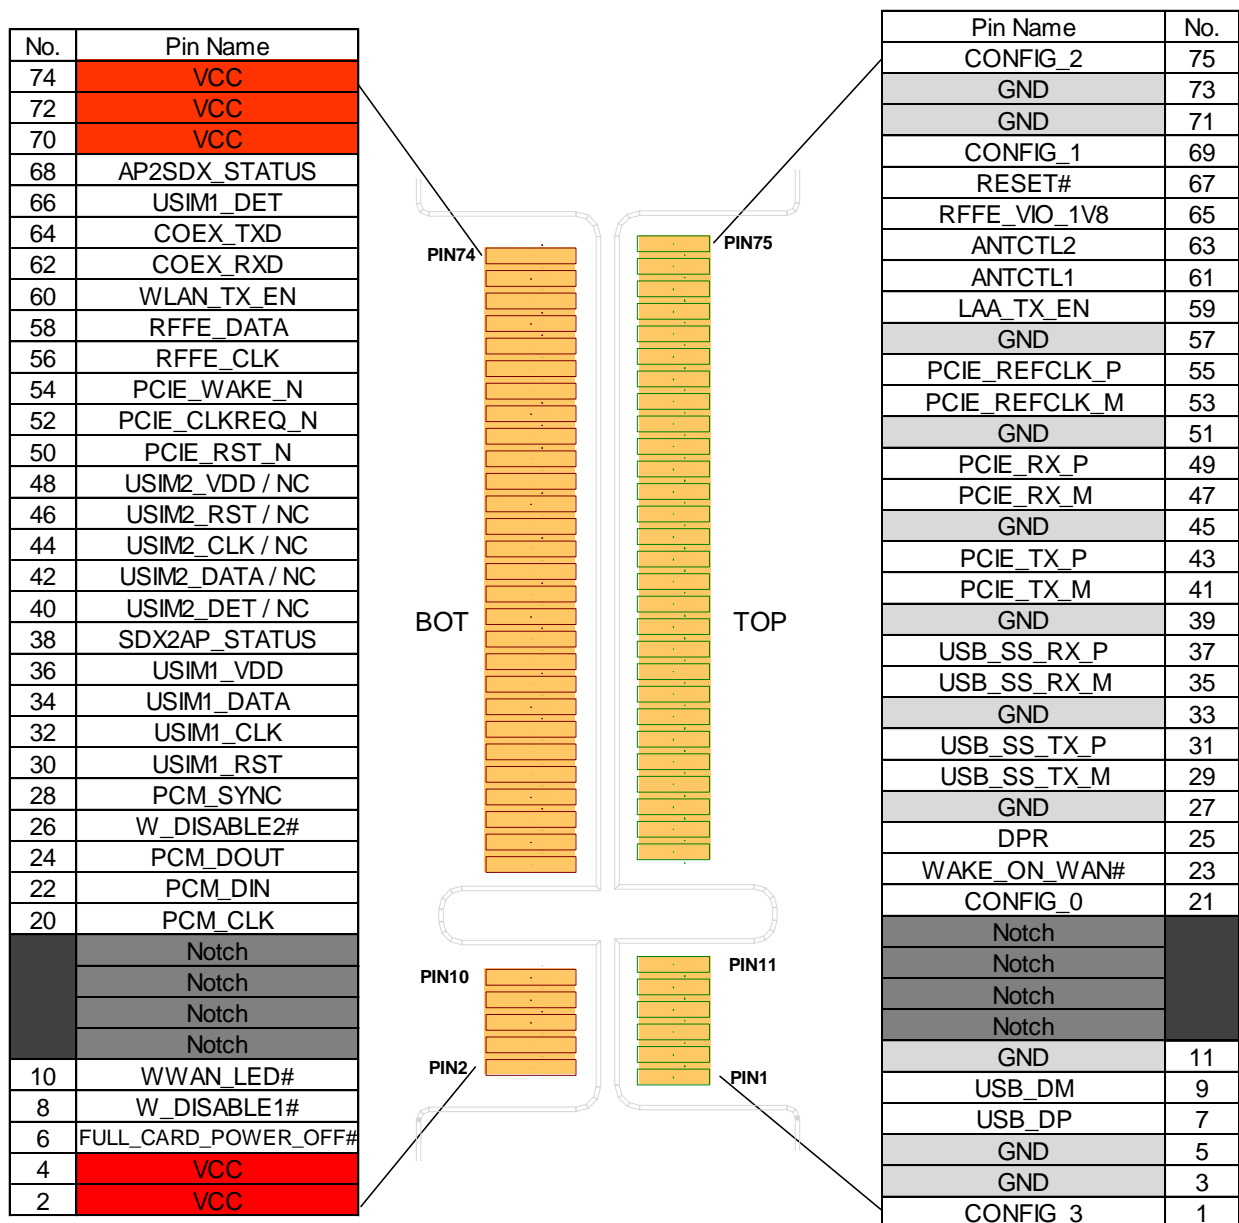 No. Pin Name
74 VCC
72 VCC
70 VCC
68 AP2SDX_STATUS
66 USIM1_DET
64 COEX_TXD
62 COEX_RXD
60 WLAN_TX_EN
58 RFFE_DATA
56 RFFE_CLK
54 PCIE_WAKE_N
52 PCIE_CLKREQ_N
50 PCIE_RST_N
48 USIM2_VDD / NC
46 USIM2_RST / NC
44 USIM2_CLK / NC
42 USIM2_DATA / NC
40 USIM2_DET / NC
38 SDX2AP_STATUS
36 USIM1_VDD
34 USIM1_DATA
32 USIM1_CLK
30 USIM1_RST
28 PCM_SYNC
26 W_DISABLE2#
24 PCM_DOUT
22 PCM_DIN
20 PCM_CLK
Notch
Notch
Notch
Notch
10 WWAN_LED#
8 W_DISABLE1#
6 FULL_CARD_POWER_OFF#
4 VCC
2 VCC
PIN74
BOT
PIN10
PIN2
PIN75
TOP
PIN11
PIN1
Pin Name No.
CONFIG_2 75
GND 73
GND 71
CONFIG_1 69
RESET# 67
RFFE_VIO_1V8 65
ANTCTL2 63
ANTCTL1 61
LAA_TX_EN 59
GND 57
PCIE_REFCLK_P 55
PCIE_REFCLK_M 53
GND 51
PCIE_RX_P 49
PCIE_RX_M 47
GND 45
PCIE_TX_P 43
PCIE_TX_M 41
GND 39
USB_SS_RX_P 37
USB_SS_RX_M 35
GND 33
USB_SS_TX_P 31
USB_SS_TX_M 29
GND 27
DPR 25
WAKE_ON_WAN# 23
CONFIG_0 21
Notch
Notch
Notch
Notch
GND 11
USB_DM 9
USB_DP 7
GND 5
GND 3
CONFIG_3 1